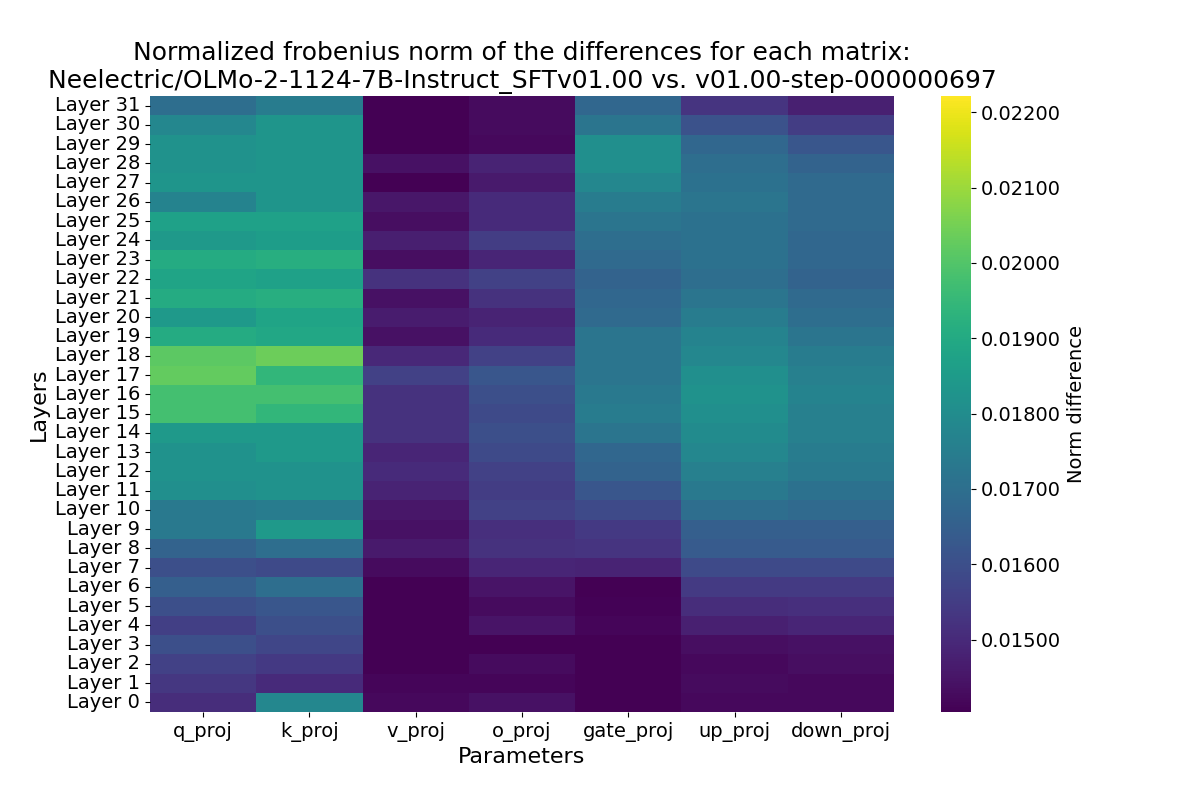 Normalized frobenius norm of the differences for each matrix:
Neelectric/OLMo-2-1124-7B-Instruct_SFTv01.00 vs. v01.00-step-000000697
Layers
Layer 31
Layer 30
Layer 29
Layer 28
Layer 27
Layer 26
Layer 25
Layer 24
Layer 23
Layer 22
Layer 21
Layer 20
Layer 19
Layer 18
Layer 17
Layer 16
Layer 15
Layer 14
Layer 13
Layer 12
Layer 11
Layer 10
Layer 9
Layer 8
Layer 7
Layer 6
Layer 5
Layer 4
Layer 3
Layer 2
Layer 1
Layer 0
q_proj k_proj v_proj o_proj gate_proj up_proj down_proj
Parameters
0.02200
0.02100
0.02000
0.01900
0.01800
0.01700
0.01600
0.01500
Norm difference